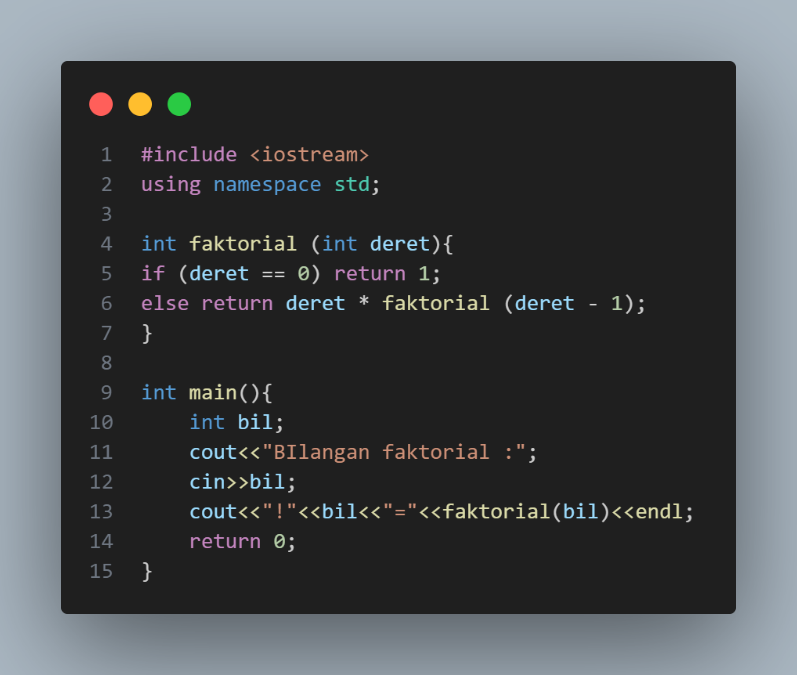 1 #include <iostream>
2 using namespace std;
3
4 int faktorial (int deret){
5 if (deret == 0) return 1;
6 else return deret * faktorial (deret - 1);
7 }
8
9 int main(){
10     int bil;
11     cout<<"BIlangan faktorial :";
12     cin>>bil;
13     cout<<"!"<<bil<<"="<<faktorial(bil)<<endl;
14     return 0;
15 }